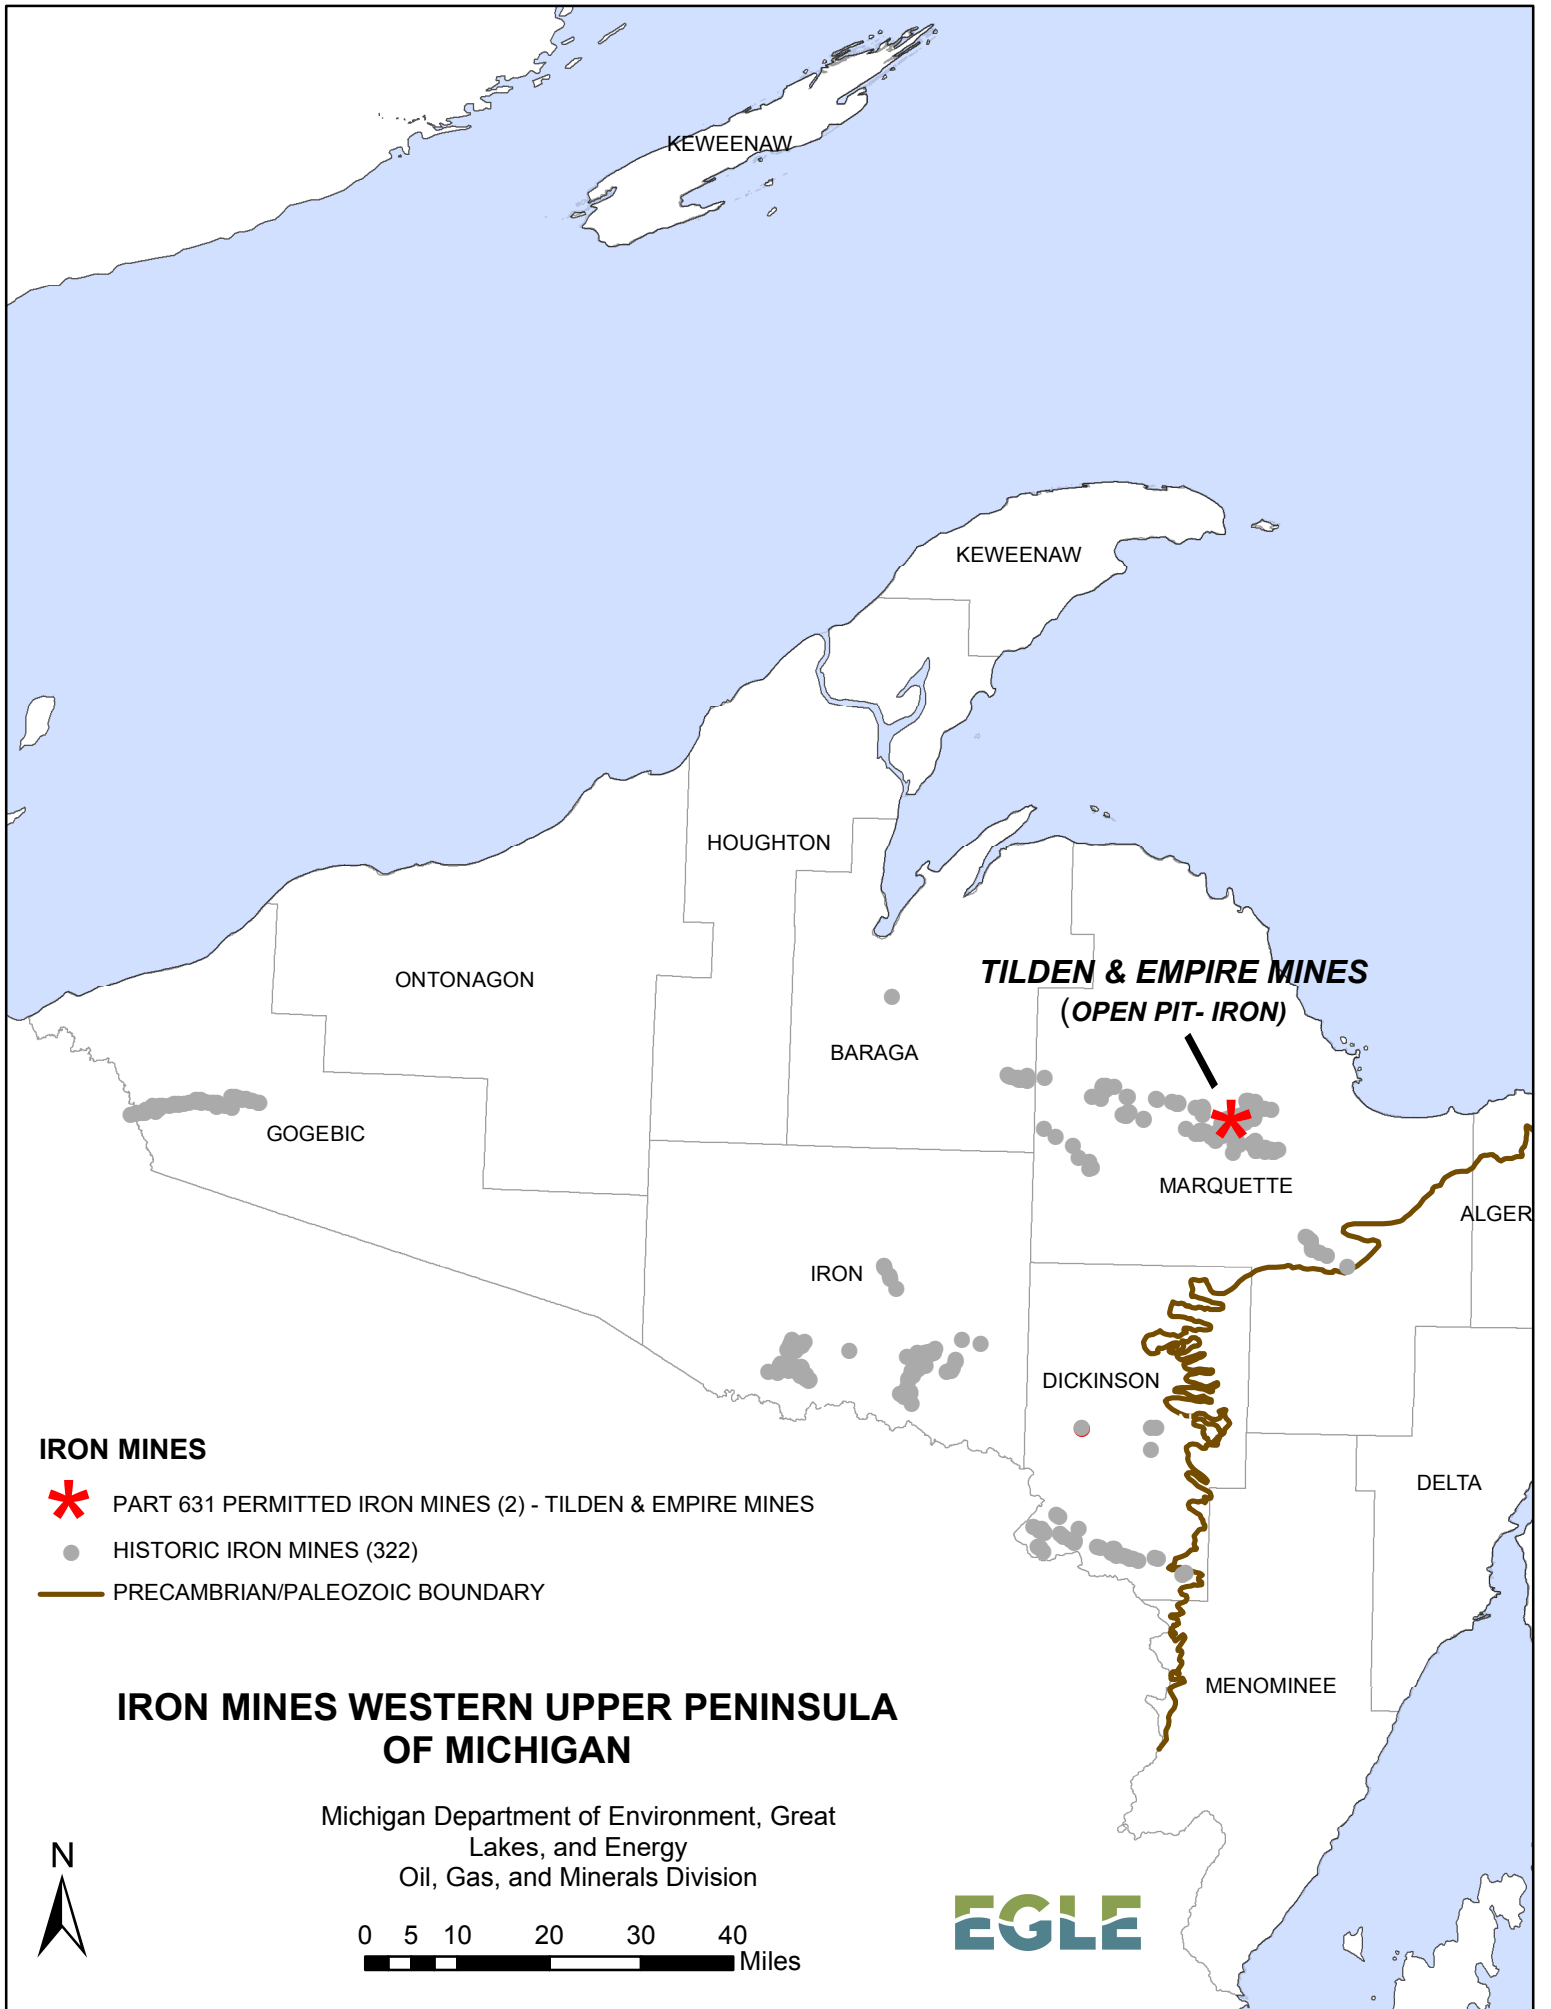 KEWEENAW
KEWEENAW
HOUGHTON
ONTONAGON
TILDEN & EMPIRE MINES
(OPEN PIT- IRON)
BARAGA
GOGEBIC
MARQUETTE
ALGER
IRON
DICKINSON
DELTA
MENOMINEE
IRON MINES
PART 631 PERMITTED IRON MINES (2) - TILDEN & EMPIRE MINES
HISTORIC IRON MINES (322)
PRECAMBRIAN/PALEOZOIC BOUNDARY
IRON MINES WESTERN UPPER PENINSULA
OF MICHIGAN
Michigan Department of Environment, Great
Lakes, and Energy
Oil, Gas, and Minerals Division
N
0 5 10 20 30 40
Miles
EGLE